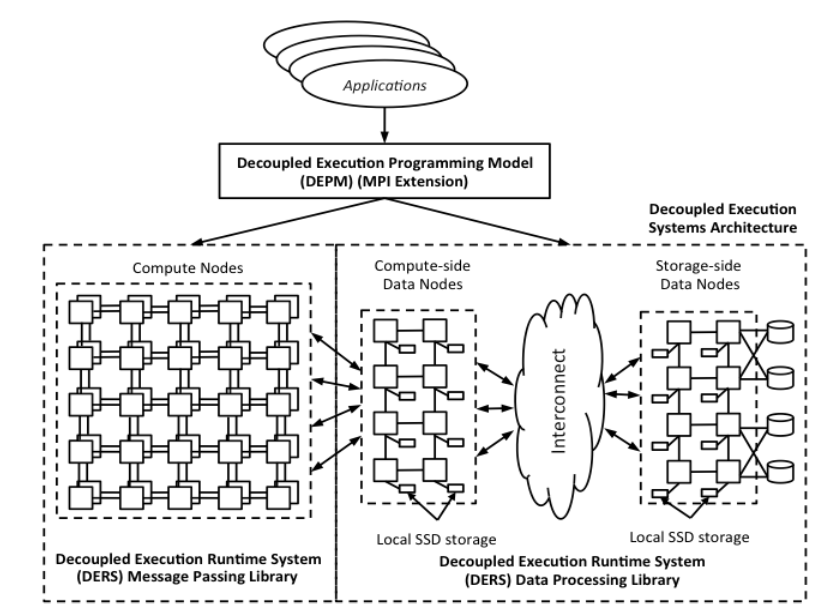 Applications
Decoupled Execution Programming Model
(DEPM) (MPI Extension)
Decoupled Execution
Systems Architecture
Compute Nodes
Compute-side
Data Nodes
Storage-side
Data Nodes
Interconnect
Local SSD storage
Local SSD storage
Decoupled Execution Runtime System
(DERS) Message Passing Library
Decoupled Execution Runtime System
(DERS) Data Processing Library